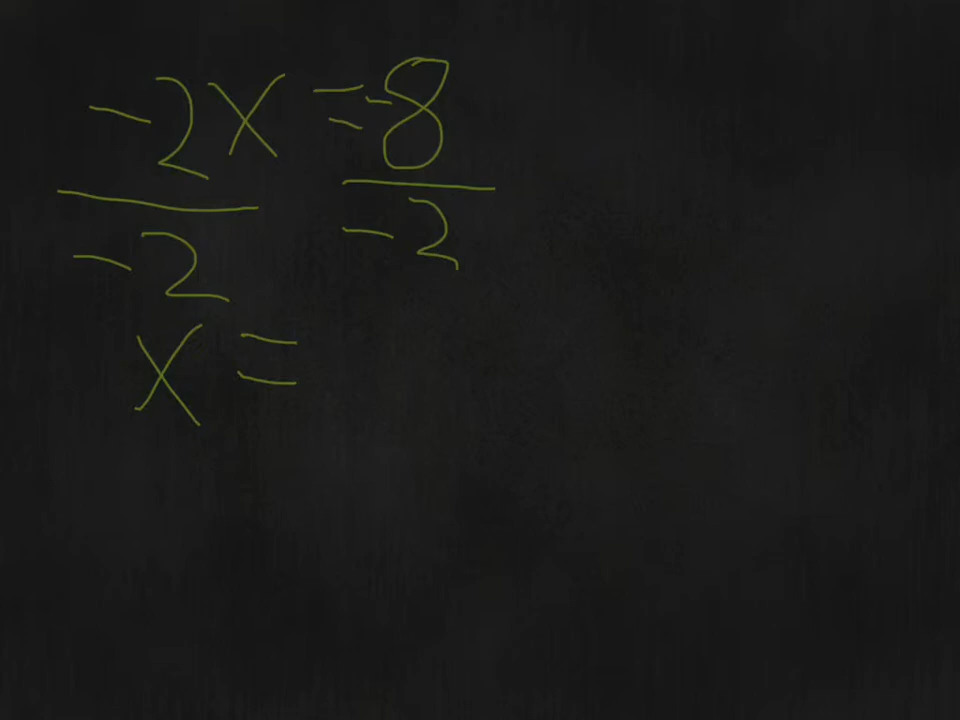 -2x = -8
-2 -2
x =